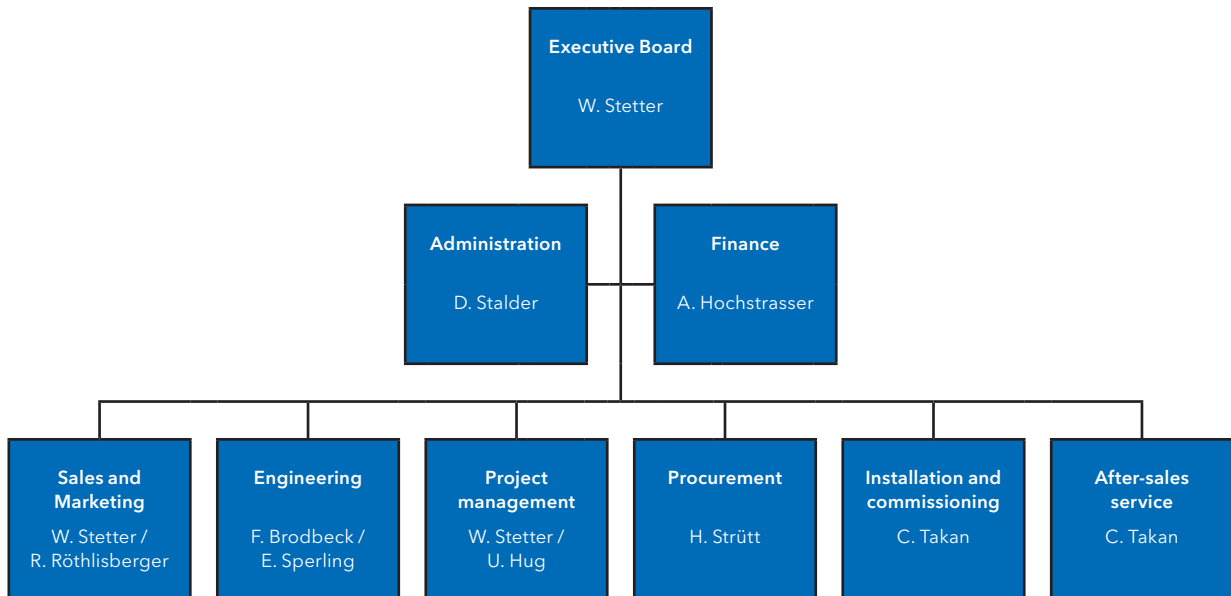 Executive Board
W. Stetter
Administration
D. Stalder
Finance
A. Hochstrasser
Sales and
Marketing
W. Stetter /
R. Röthlisberger
Engineering
F. Brodbeck /
E. Sperling
Project
management
W. Stetter /
U. Hug
Procurement
H. Strütt
Installation and
commissioning
C. Takan
After-sales
service
C. Takan